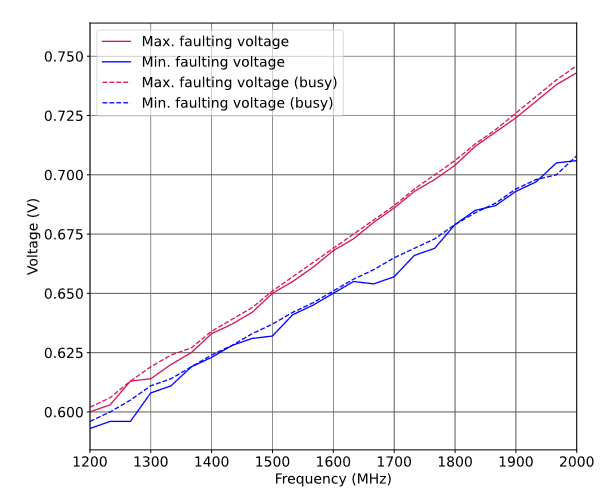 Max. faulting voltage
Min. faulting voltage
Max. faulting voltage (busy)
Min. faulting voltage (busy)
Voltage (V)
0.750
0.725
0.700
0.675
0.650
0.625
0.600
1200 1300 1400 1500 1600 1700 1800 1900 2000
Frequency (MHz)